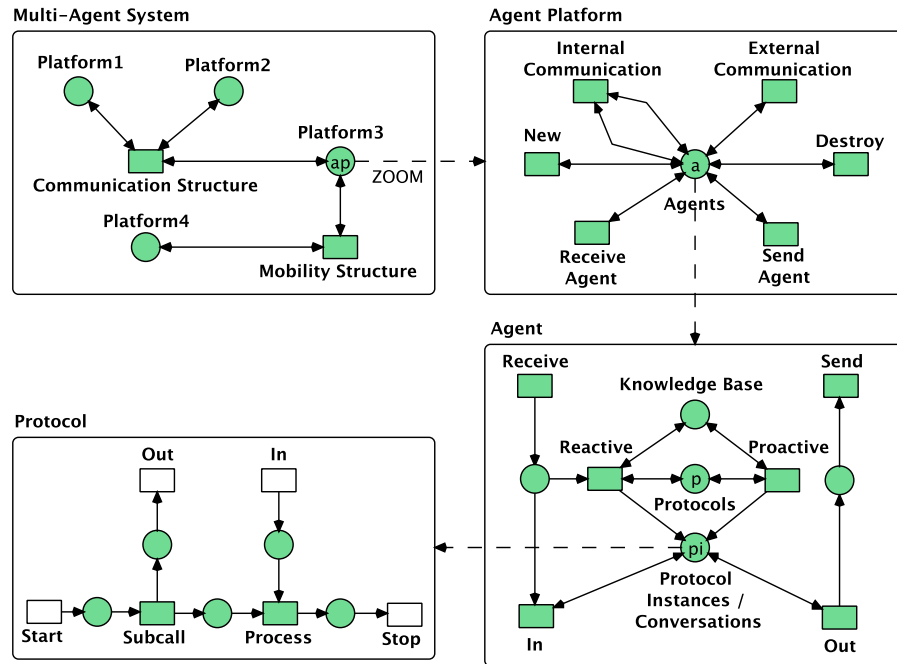 Multi-Agent System
Platform1
Platform2
Platform3
ap
ZOOM
Communication Structure
Platform4
Mobility Structure
Agent Platform
Internal
Communication
External
Communication
New
Destroy
a
Agents
Receive
Agent
Send
Agent
Agent
Receive
Send
Knowledge Base
Reactive
Proactive
p
Protocols
pi
Protocol
Instances /
Conversations
In
Out
Protocol
Out
In
Start
Subcall
Process
Stop